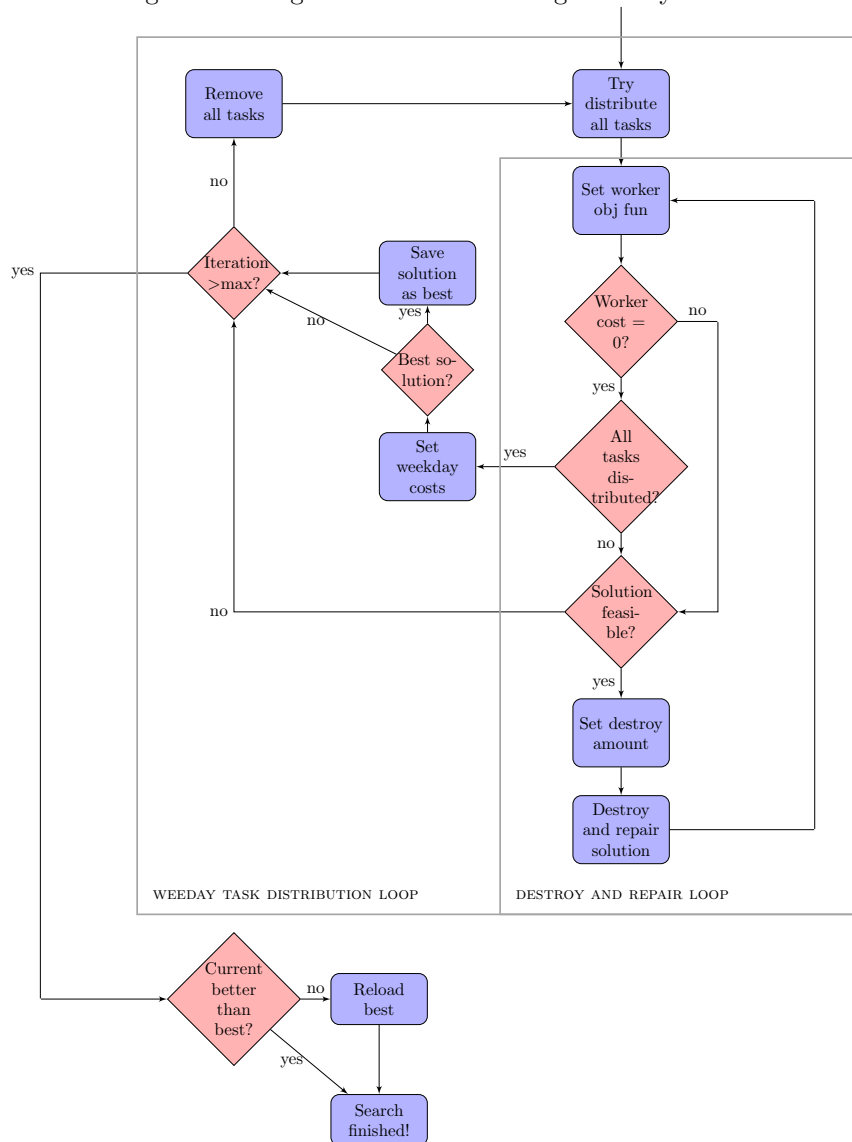 Remove
all tasks
Try
distribute
all tasks
no
Set worker
obj fun
yes
Iteration
>max?
Save
solution
as best
no
yes
Worker
cost =
0?
no
Best so-
lution?
yes
Set
weekday
costs
yes
All
tasks
dis-
tributed?
no
no
Solution
feasi-
ble?
yes
Set destroy
amount
Destroy
and repair
solution
WEEDAY TASK DISTRIBUTION LOOP
DESTROY AND REPAIR LOOP
Current
better
than
best?
no
Reload
best
yes
Search
finished!